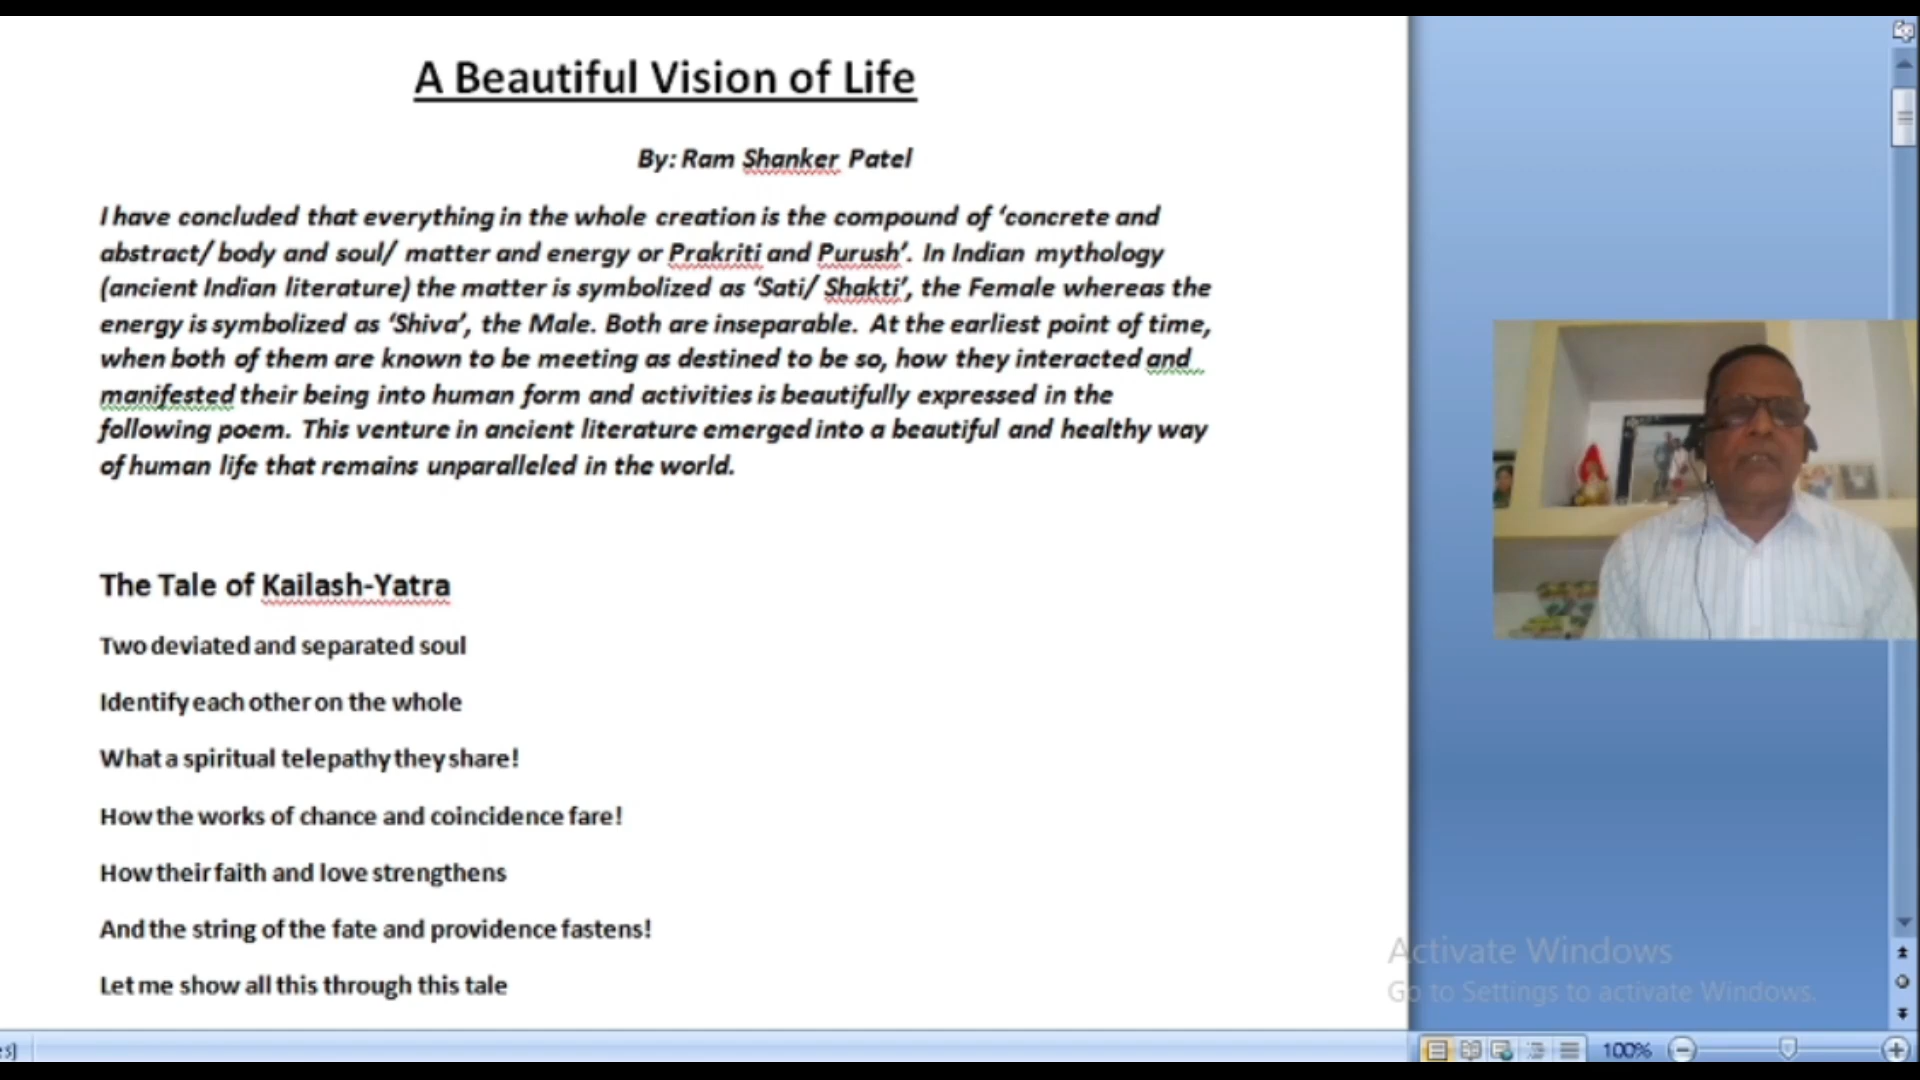 A Beautiful Vision of Life
By: Ram Shanker Patel
I have concluded that everything in the whole creation is the compound of ‘concrete and
abstract/ body and soul/ matter and energy or Prakriti and Purush’. In Indian mythology
(ancient Indian literature) the matter is symbolized as ‘Sati/ Shakti’, the Female whereas the
energy is symbolized as ‘Shiva’, the Male. Both are inseparable. At the earliest point of time,
when both of them are known to be meeting as destined to be so, how they interacted and
manifested their being into human form and activities is beautifully expressed in the
following poem. This venture in ancient literature emerged into a beautiful and healthy way
of human life that remains unparalleled in the world.
The Tale of Kailash-Yatra
Two deviated and separated soul
Identify each other on the whole
What a spiritual telepathy they share!
How the works of chance and coincidence fare!
How their faith and love strengthens
And the string of the fate and providence fastens!
Let me show all this through this tale
Activate Windows
Go to Settings to activate Windows.
100%